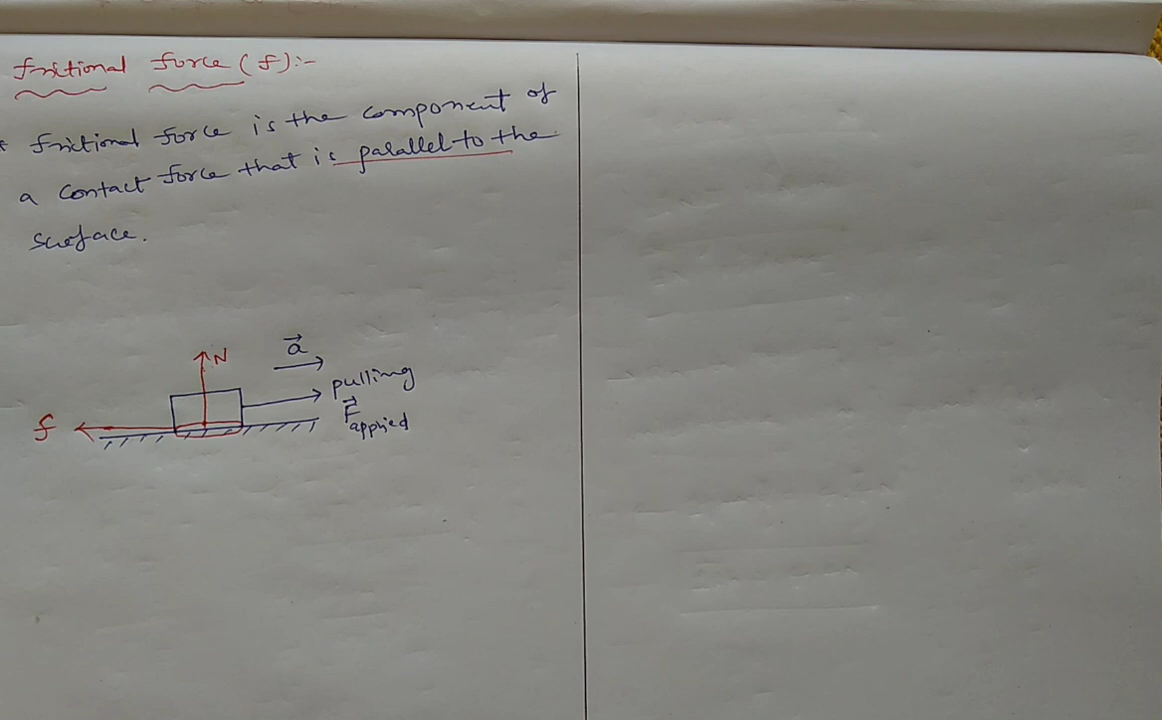 frictional force (f):-
* frictional force is the component of
a contact force that is parallel to the
surface.
N
a
pulling
f
F applied